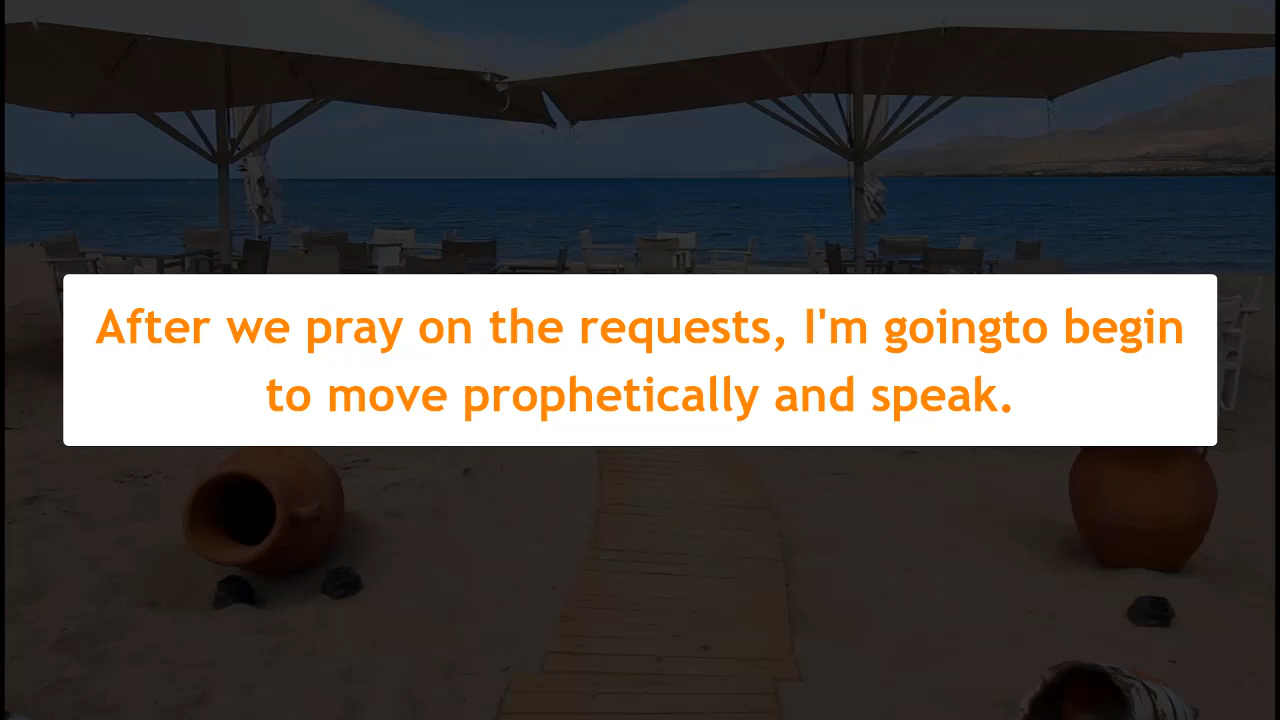 After we pray on the requests, I'm goingto begin
to move prophetically and speak.